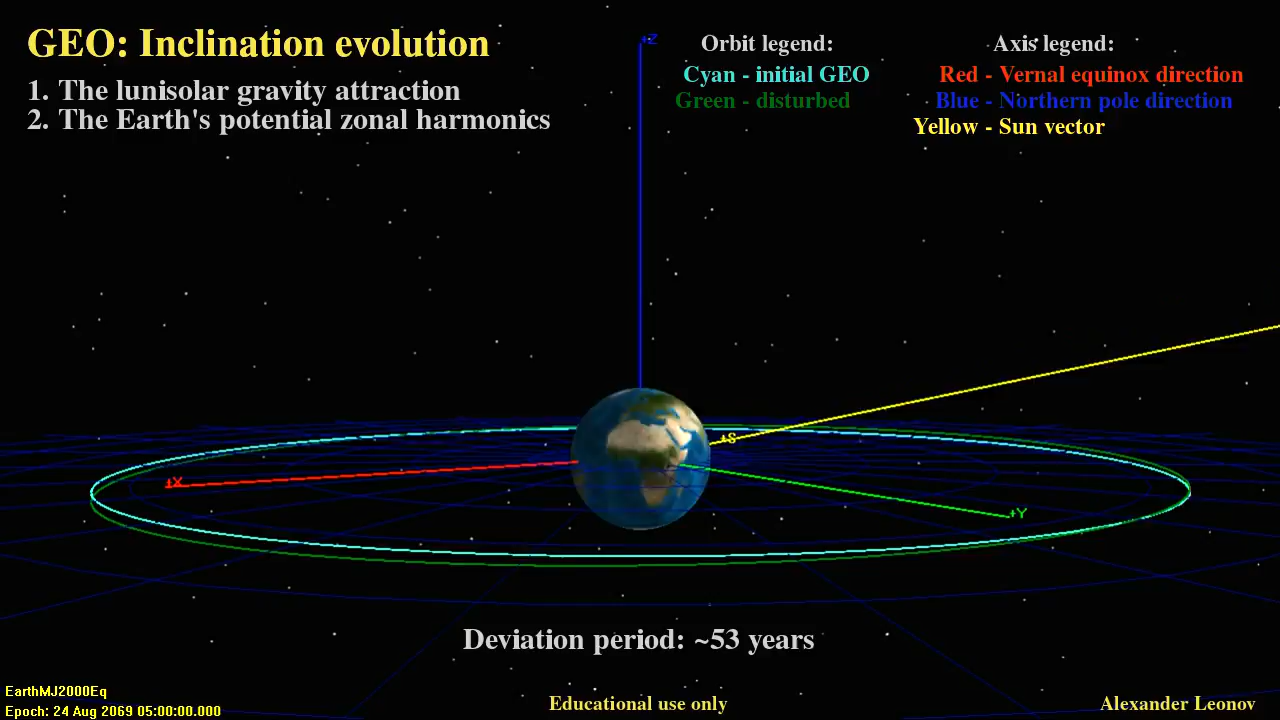 GEO: Inclination evolution
1. The lunisolar gravity attraction
2. The Earth's potential zonal harmonics
Orbit legend:
Cyan - initial GEO
Green - disturbed
Axis legend:
Red - Vernal equinox direction
Blue - Northern pole direction
Yellow - Sun vector
+Z
+S
+X
+Y
Deviation period: ~53 years
EarthMJ2000Eq
Epoch: 24 Aug 2069 05:00:00.000
Educational use only
Alexander Leonov